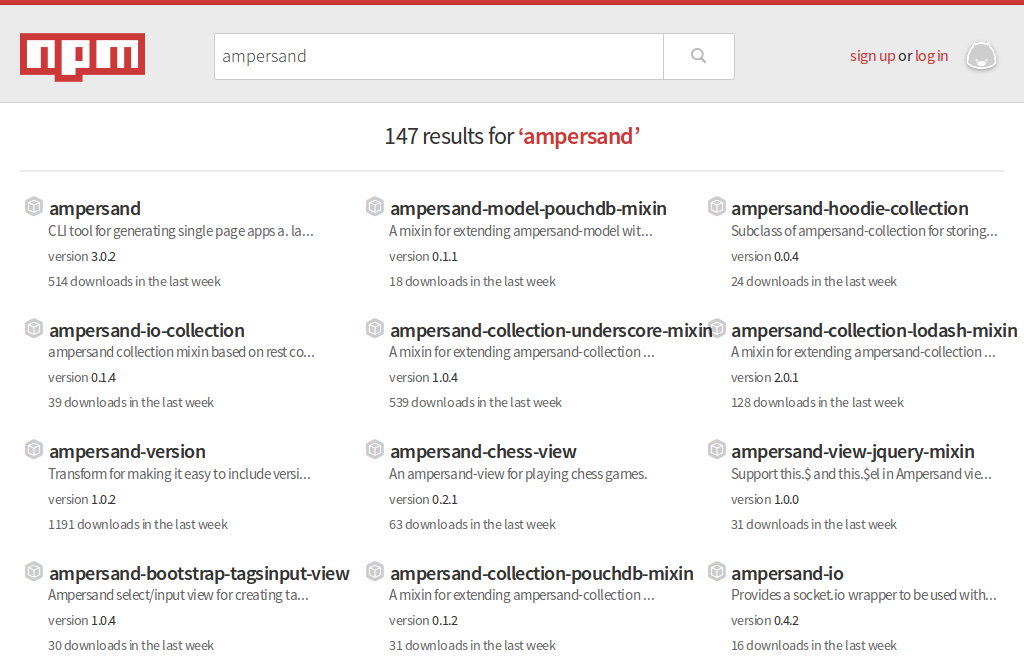 npm
ampersand
sign up or log in
147 results for ‘ampersand’
ampersand
CLI tool for generating single page apps a. la…
version 3.0.2
514 downloads in the last week
ampersand-model-pouchdb-mixin
A mixin for extending ampersand-model wit…
version 0.1.1
18 downloads in the last week
ampersand-hoodie-collection
Subclass of ampersand-collection for storing…
version 0.0.4
24 downloads in the last week
ampersand-io-collection
ampersand collection mixin based on rest co…
version 0.1.4
39 downloads in the last week
ampersand-collection-underscore-mixin
A mixin for extending ampersand-collection …
version 1.0.4
539 downloads in the last week
ampersand-collection-lodash-mixin
A mixin for extending ampersand-collection …
version 2.0.1
128 downloads in the last week
ampersand-version
Transform for making it easy to include versi…
version 1.0.2
1191 downloads in the last week
ampersand-chess-view
An ampersand-view for playing chess games.
version 0.2.1
63 downloads in the last week
ampersand-view-jquery-mixin
Support this.$ and this.$el in Ampersand vie…
version 1.0.0
31 downloads in the last week
ampersand-bootstrap-tagsinput-view
Ampersand select/input view for creating ta…
version 1.0.4
30 downloads in the last week
ampersand-collection-pouchdb-mixin
A mixin for extending ampersand-collection …
version 0.1.2
31 downloads in the last week
ampersand-io
Provides a socket.io wrapper to be used with…
version 0.4.2
16 downloads in the last week